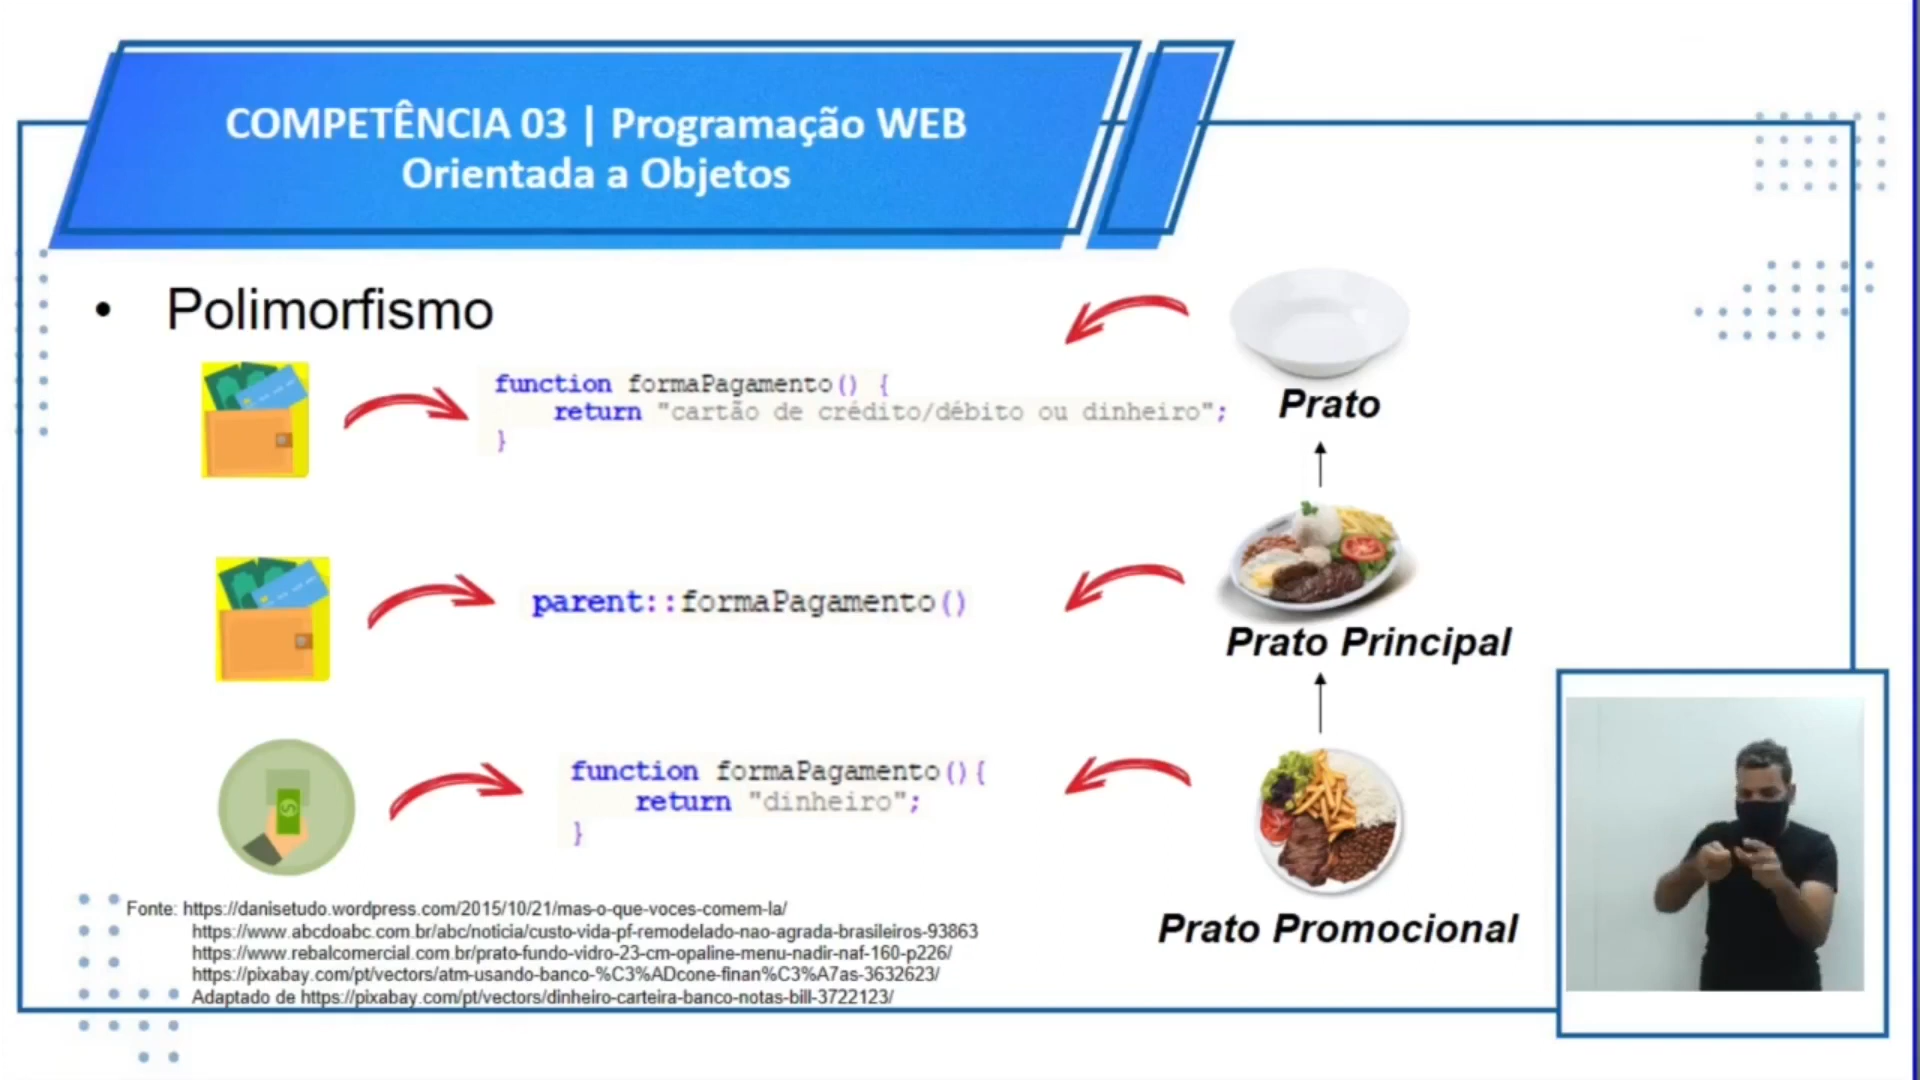 COMPETÊNCIA 03 | Programação WEB
Orientada a Objetos
• Polimorfismo
function formaPagamento() {
return "cartão de crédito/débito ou dinheiro";
}
Prato
parent::formaPagamento()
Prato Principal
function formaPagamento(){
return "dinheiro";
}
Prato Promocional
Fonte: https://danisetudo.wordpress.com/2015/10/21/mas-o-que-voces-comem-la/
https://www.abcdoabc.com.br/abc/noticia/custo-vida-pf-remodelado-nao-agrada-brasileiros-93863
https://www.rebalcomercial.com.br/prato-fundo-vidro-23-cm-opaline-menu-nadir-naf-160-p226/
https://pixabay.com/pt/vectors/atm-usando-banco-%C3%ADcone-finan%C3%A7as-3632623/
Adaptado de https://pixabay.com/pt/vectors/dinheiro-carteira-banco-notas-bill-3722123/